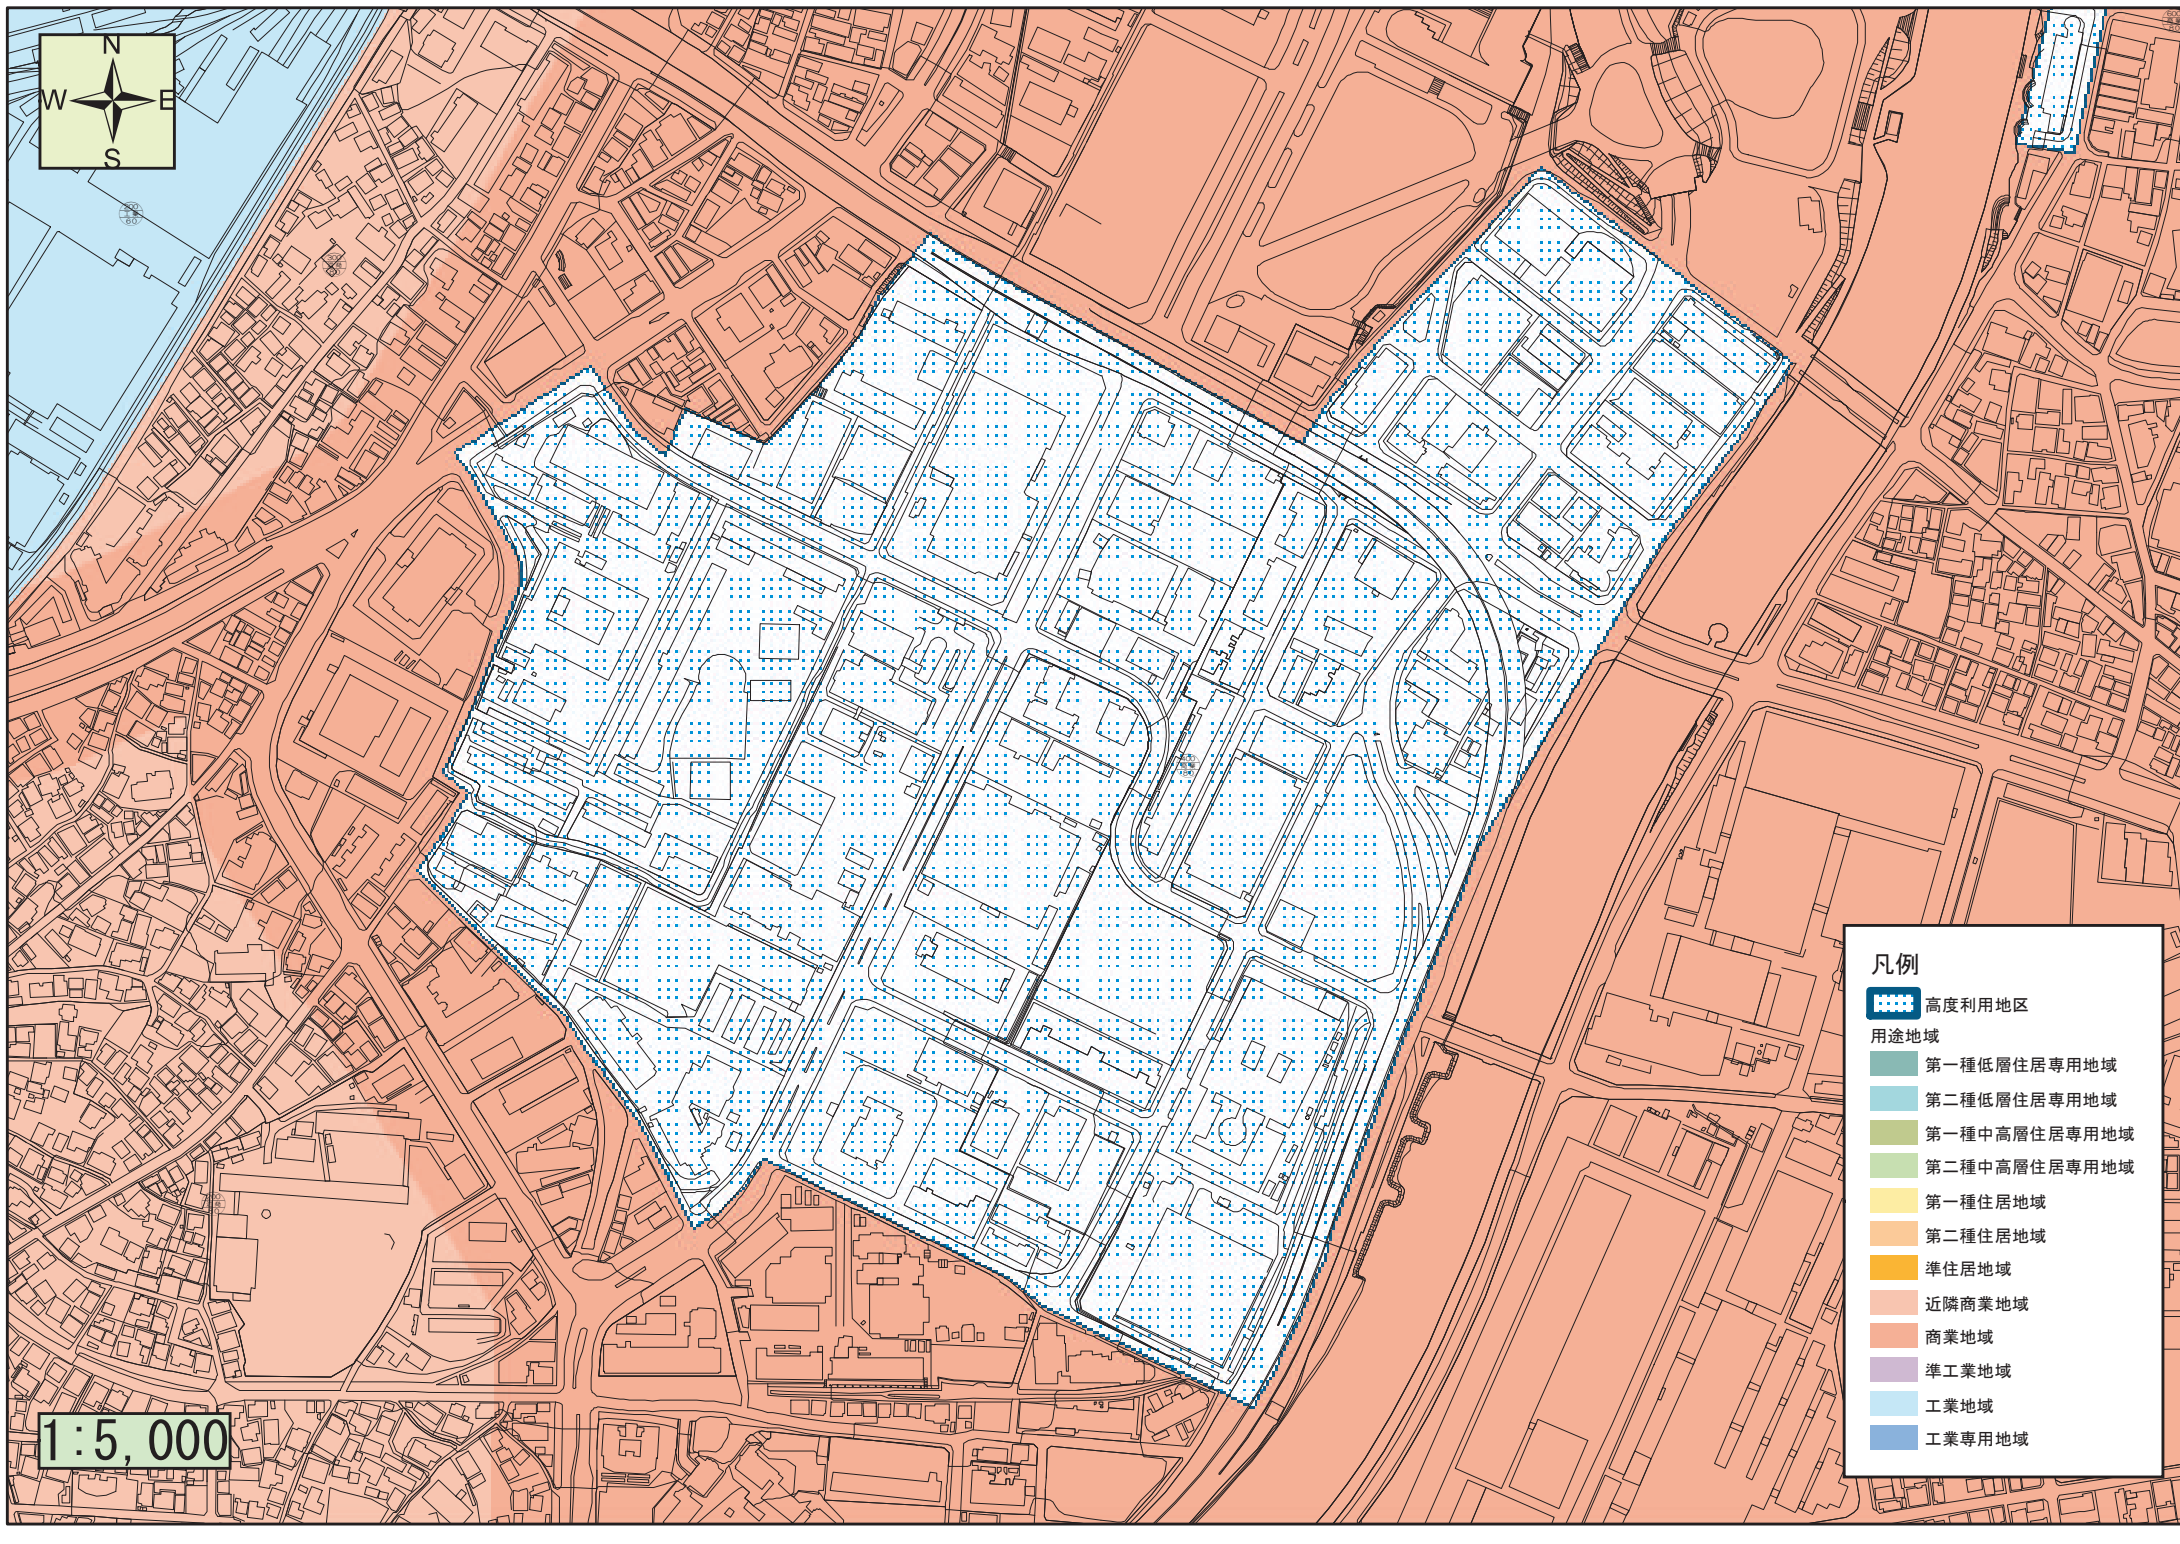 N
W E
S
200
60
凡例
高度利用地区
用途地域
第一種低層住居専用地域
第二種低層住居専用地域
第一種中高層住居専用地域
第二種中高層住居専用地域
第一種住居地域
第二種住居地域
準住居地域
近隣商業地域
商業地域
準工業地域
工業地域
工業専用地域
1:5,000